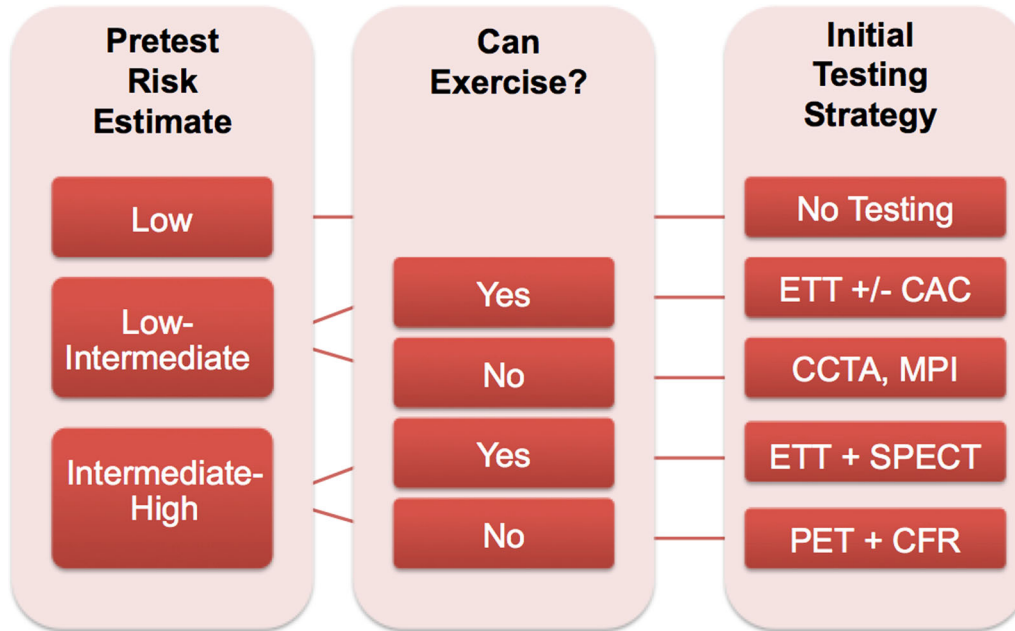 Pretest
Risk
Estimate
Low
Low-
Intermediate
Intermediate-
High
Can
Exercise?
Yes
No
Yes
No
Initial
Testing
Strategy
No Testing
ETT +/- CAC
CCTA, MPI
ETT + SPECT
PET + CFR